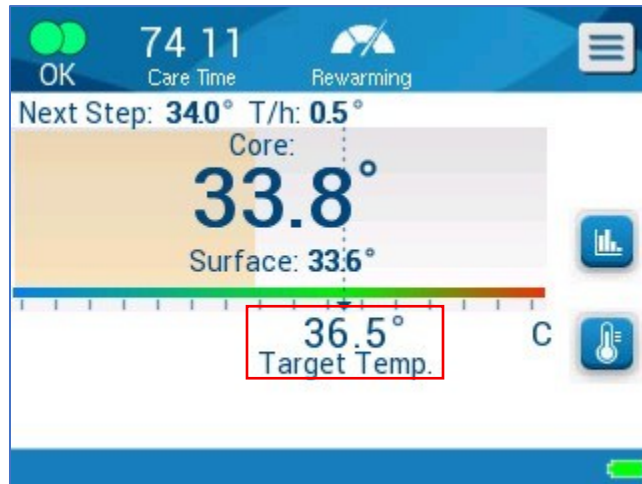 OK
74 11
Care Time
Rewarming
Next Step: 34.0° T/h: 0.5°
Core:
33.8°
Surface: 33.6°
36.5°
Target Temp.
C